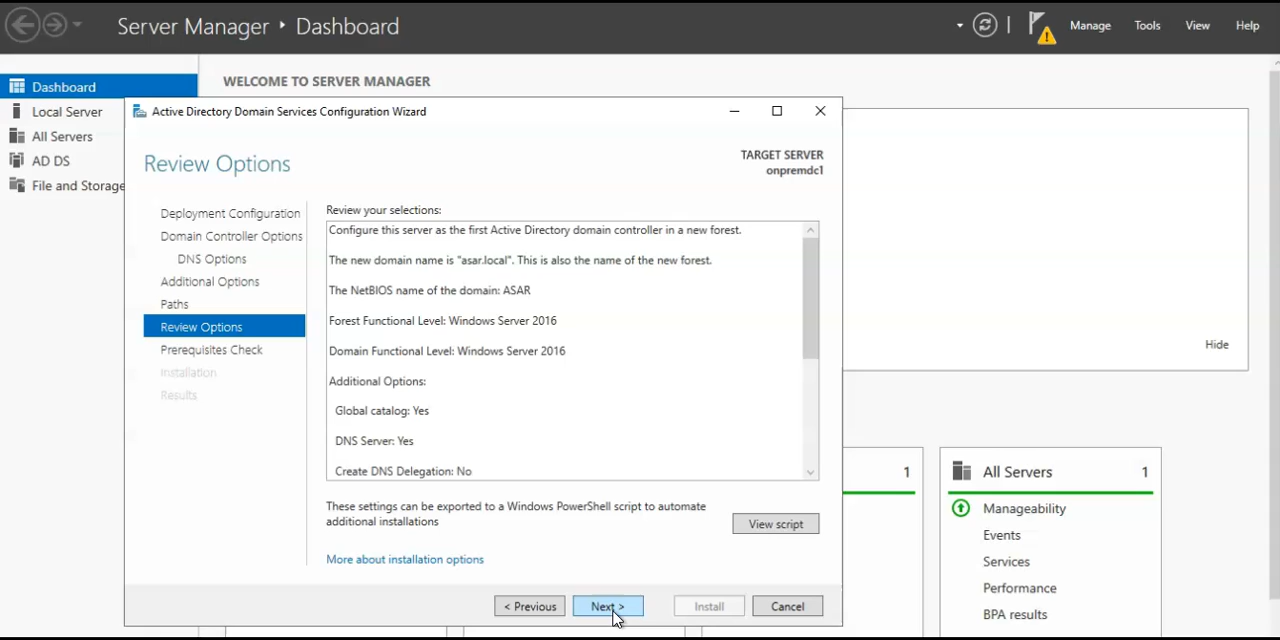 Server Manager ‣ Dashboard
Manage
Tools
View
Help
Dashboard
Local Server
All Servers
AD DS
File and Storage
WELCOME TO SERVER MANAGER
Active Directory Domain Services Configuration Wizard
Review Options
TARGET SERVER
onpremdc1
Deployment Configuration
Domain Controller Options
DNS Options
Additional Options
Paths
Review Options
Prerequisites Check
Installation
Results
Review your selections:
Configure this server as the first Active Directory domain controller in a new forest.
The new domain name is "asar.local". This is also the name of the new forest.
The NetBIOS name of the domain: ASAR
Forest Functional Level: Windows Server 2016
Domain Functional Level: Windows Server 2016
Additional Options:
Global catalog: Yes
DNS Server: Yes
Create DNS Delegation: No
These settings can be exported to a Windows PowerShell script to automate
additional installations
View script
More about installation options
< Previous
Next >
Install
Cancel
Hide
1
All Servers
1
Manageability
Events
Services
Performance
BPA results